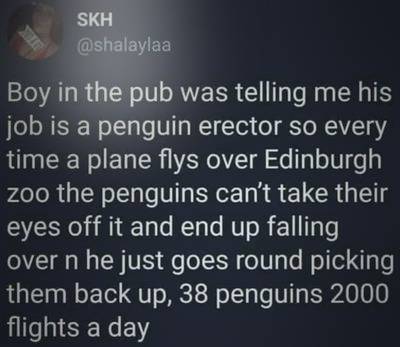 SKH
@shalaylaa
Boy in the pub was telling me his
job is a penguin erector so every
time a plane flys over Edinburgh
zoo the penguins can't take their
eyes off it and end up falling
over n he just goes round picking
them back up, 38 penguins 2000
flights a day